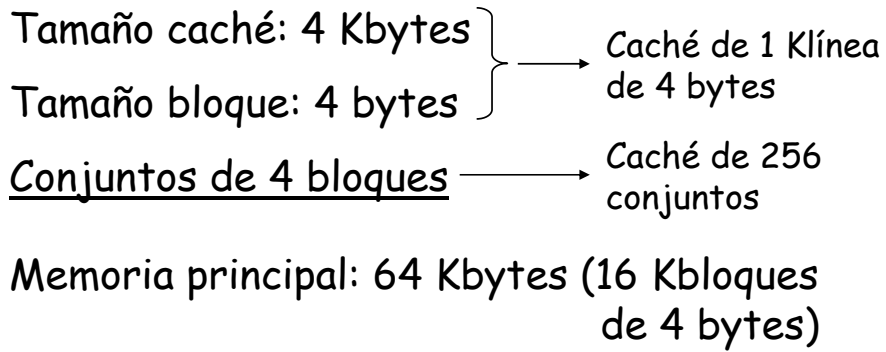 Tamaño caché: 4 Kbytes
Tamaño bloque: 4 bytes
Caché de 1 Klínea
de 4 bytes
Conjuntos de 4 bloques
Caché de 256
conjuntos
Memoria principal: 64 Kbytes (16 Kbloques
de 4 bytes)